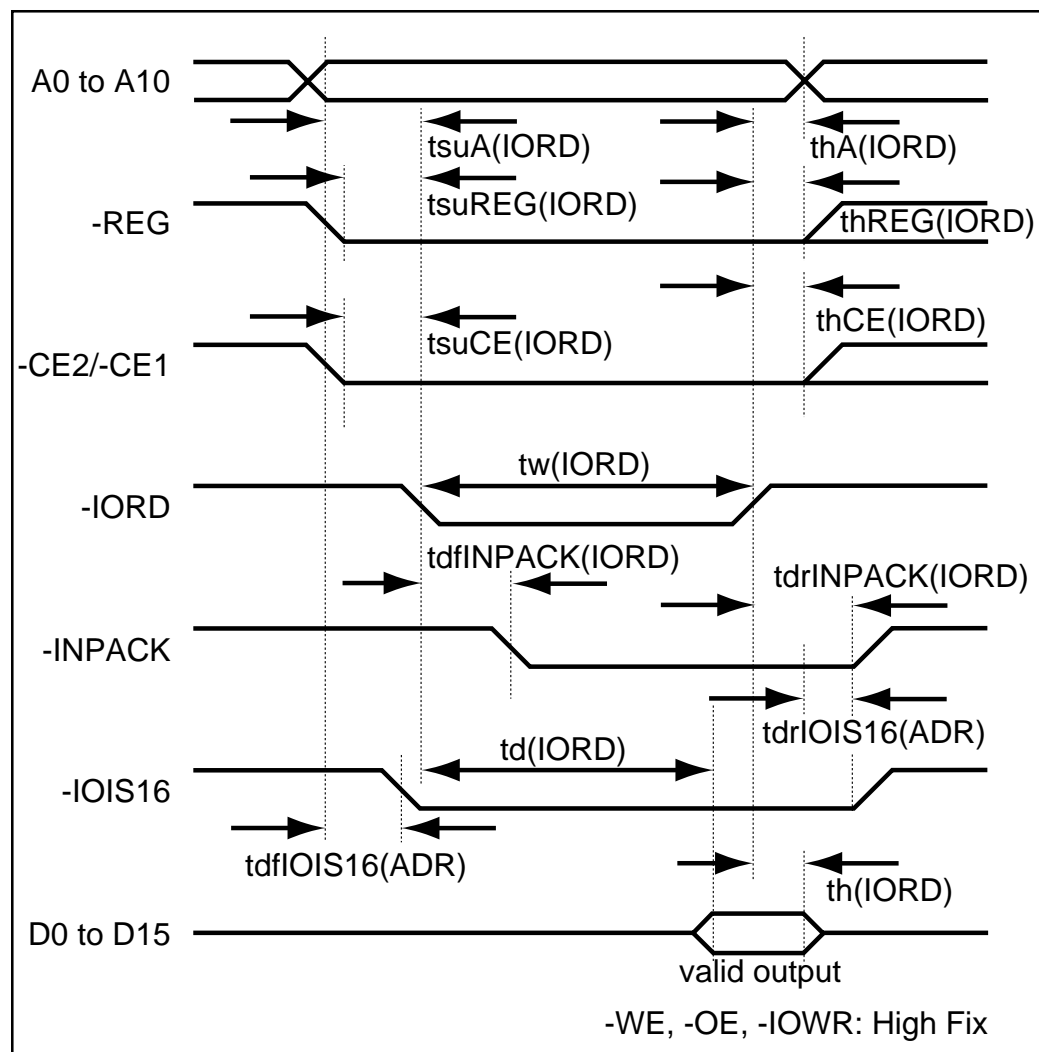 A0 to A10
tsuA(IORD)
thA(IORD)
tsuREG(IORD)
-REG
thREG(IORD)
tsuCE(IORD)
thCE(IORD)
-CE2/-CE1
tw(IORD)
-IORD
tdfINPACK(IORD)
tdrINPACK(IORD)
-INPACK
tdrIOIS16(ADR)
td(IORD)
-IOIS16
tdfIOIS16(ADR)
th(IORD)
D0 to D15
valid output
-WE, -OE, -IOWR: High Fix